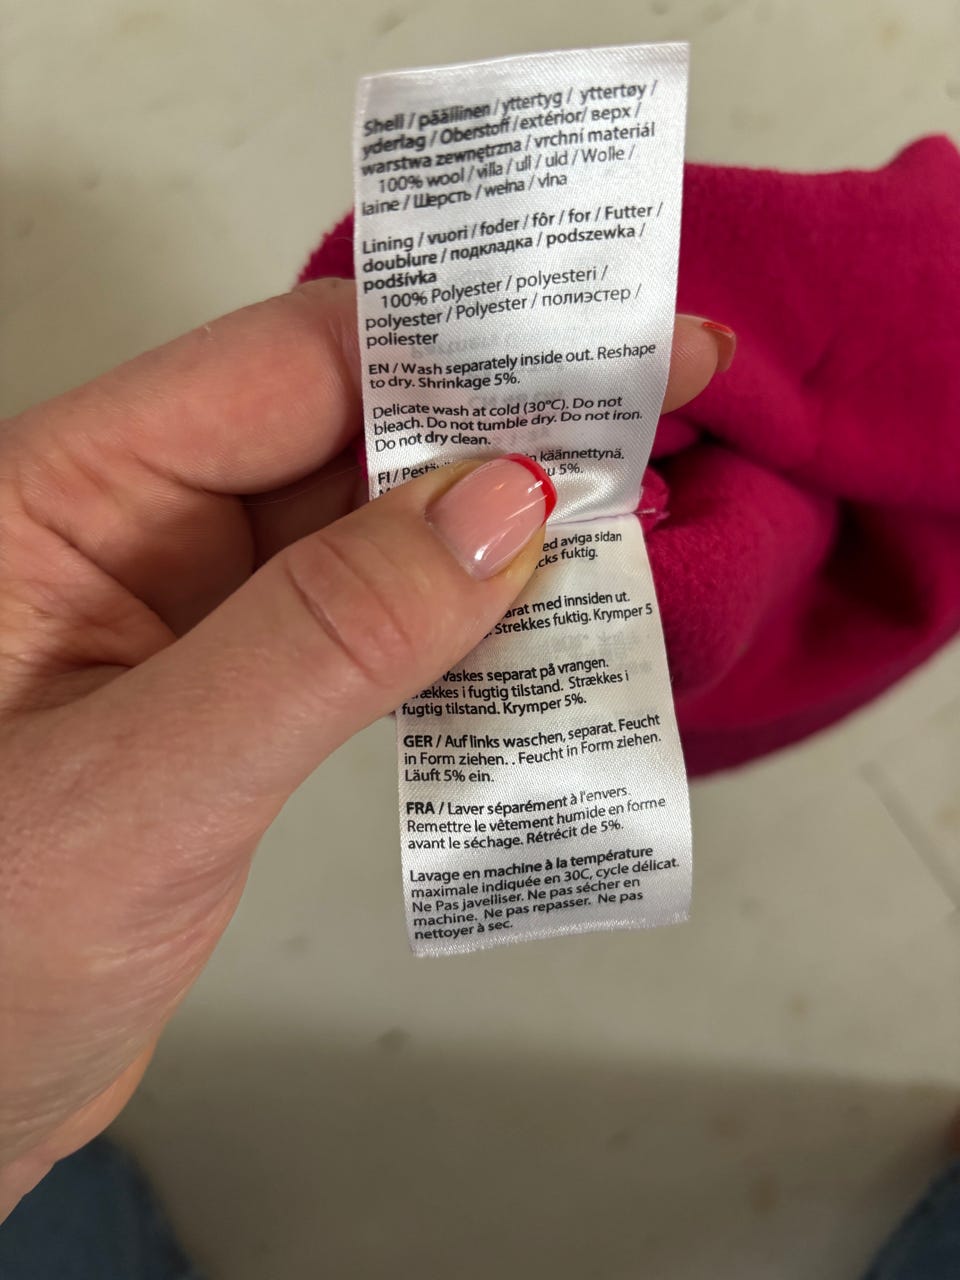 Shell / päällinen / yttertyg / yttertøy /
yderlag / Oberstoff / extérior/ верх /
warstwa zewnętrzna / vrchní materiál
100% wool / villa / ull / uld / Wolle /
laine / Шерсть / wełna / vlna
Lining / vuori / foder / fôr / for / Futter /
doublure / подкладка / podszewka /
podšívka
100% Polyester / polyesteri /
polyester / Polyester / полиэстер /
poliester
EN / Wash separately inside out. Reshape
to dry. Shrinkage 5%.
Delicate wash at cold (30°C). Do not
bleach. Do not tumble dry. Do not iron.
Do not dry clean.
FI / käännettynä.
5%.
aviga sidan
fuktig.
med innsiden ut.
Strekkes fuktig. Krymper 5
Vaskes separat på vrangen.
i fugtig tilstand. Strækkes i
fugtig tilstand. Krymper 5%.
GER / Auf links waschen, separat. Feucht
in Form ziehen. . Feucht in Form ziehen.
Läuft 5% ein.
FRA / Laver séparément à l'envers.
Remettre le vêtement humide en forme
avant le séchage. Rétrécit de 5%.
Lavage en machine à la température
maximale indiquée en 30C, cycle délicat.
Ne Pas javelliser. Ne pas sécher en
machine. Ne pas repasser. Ne pas
nettoyer à sec.